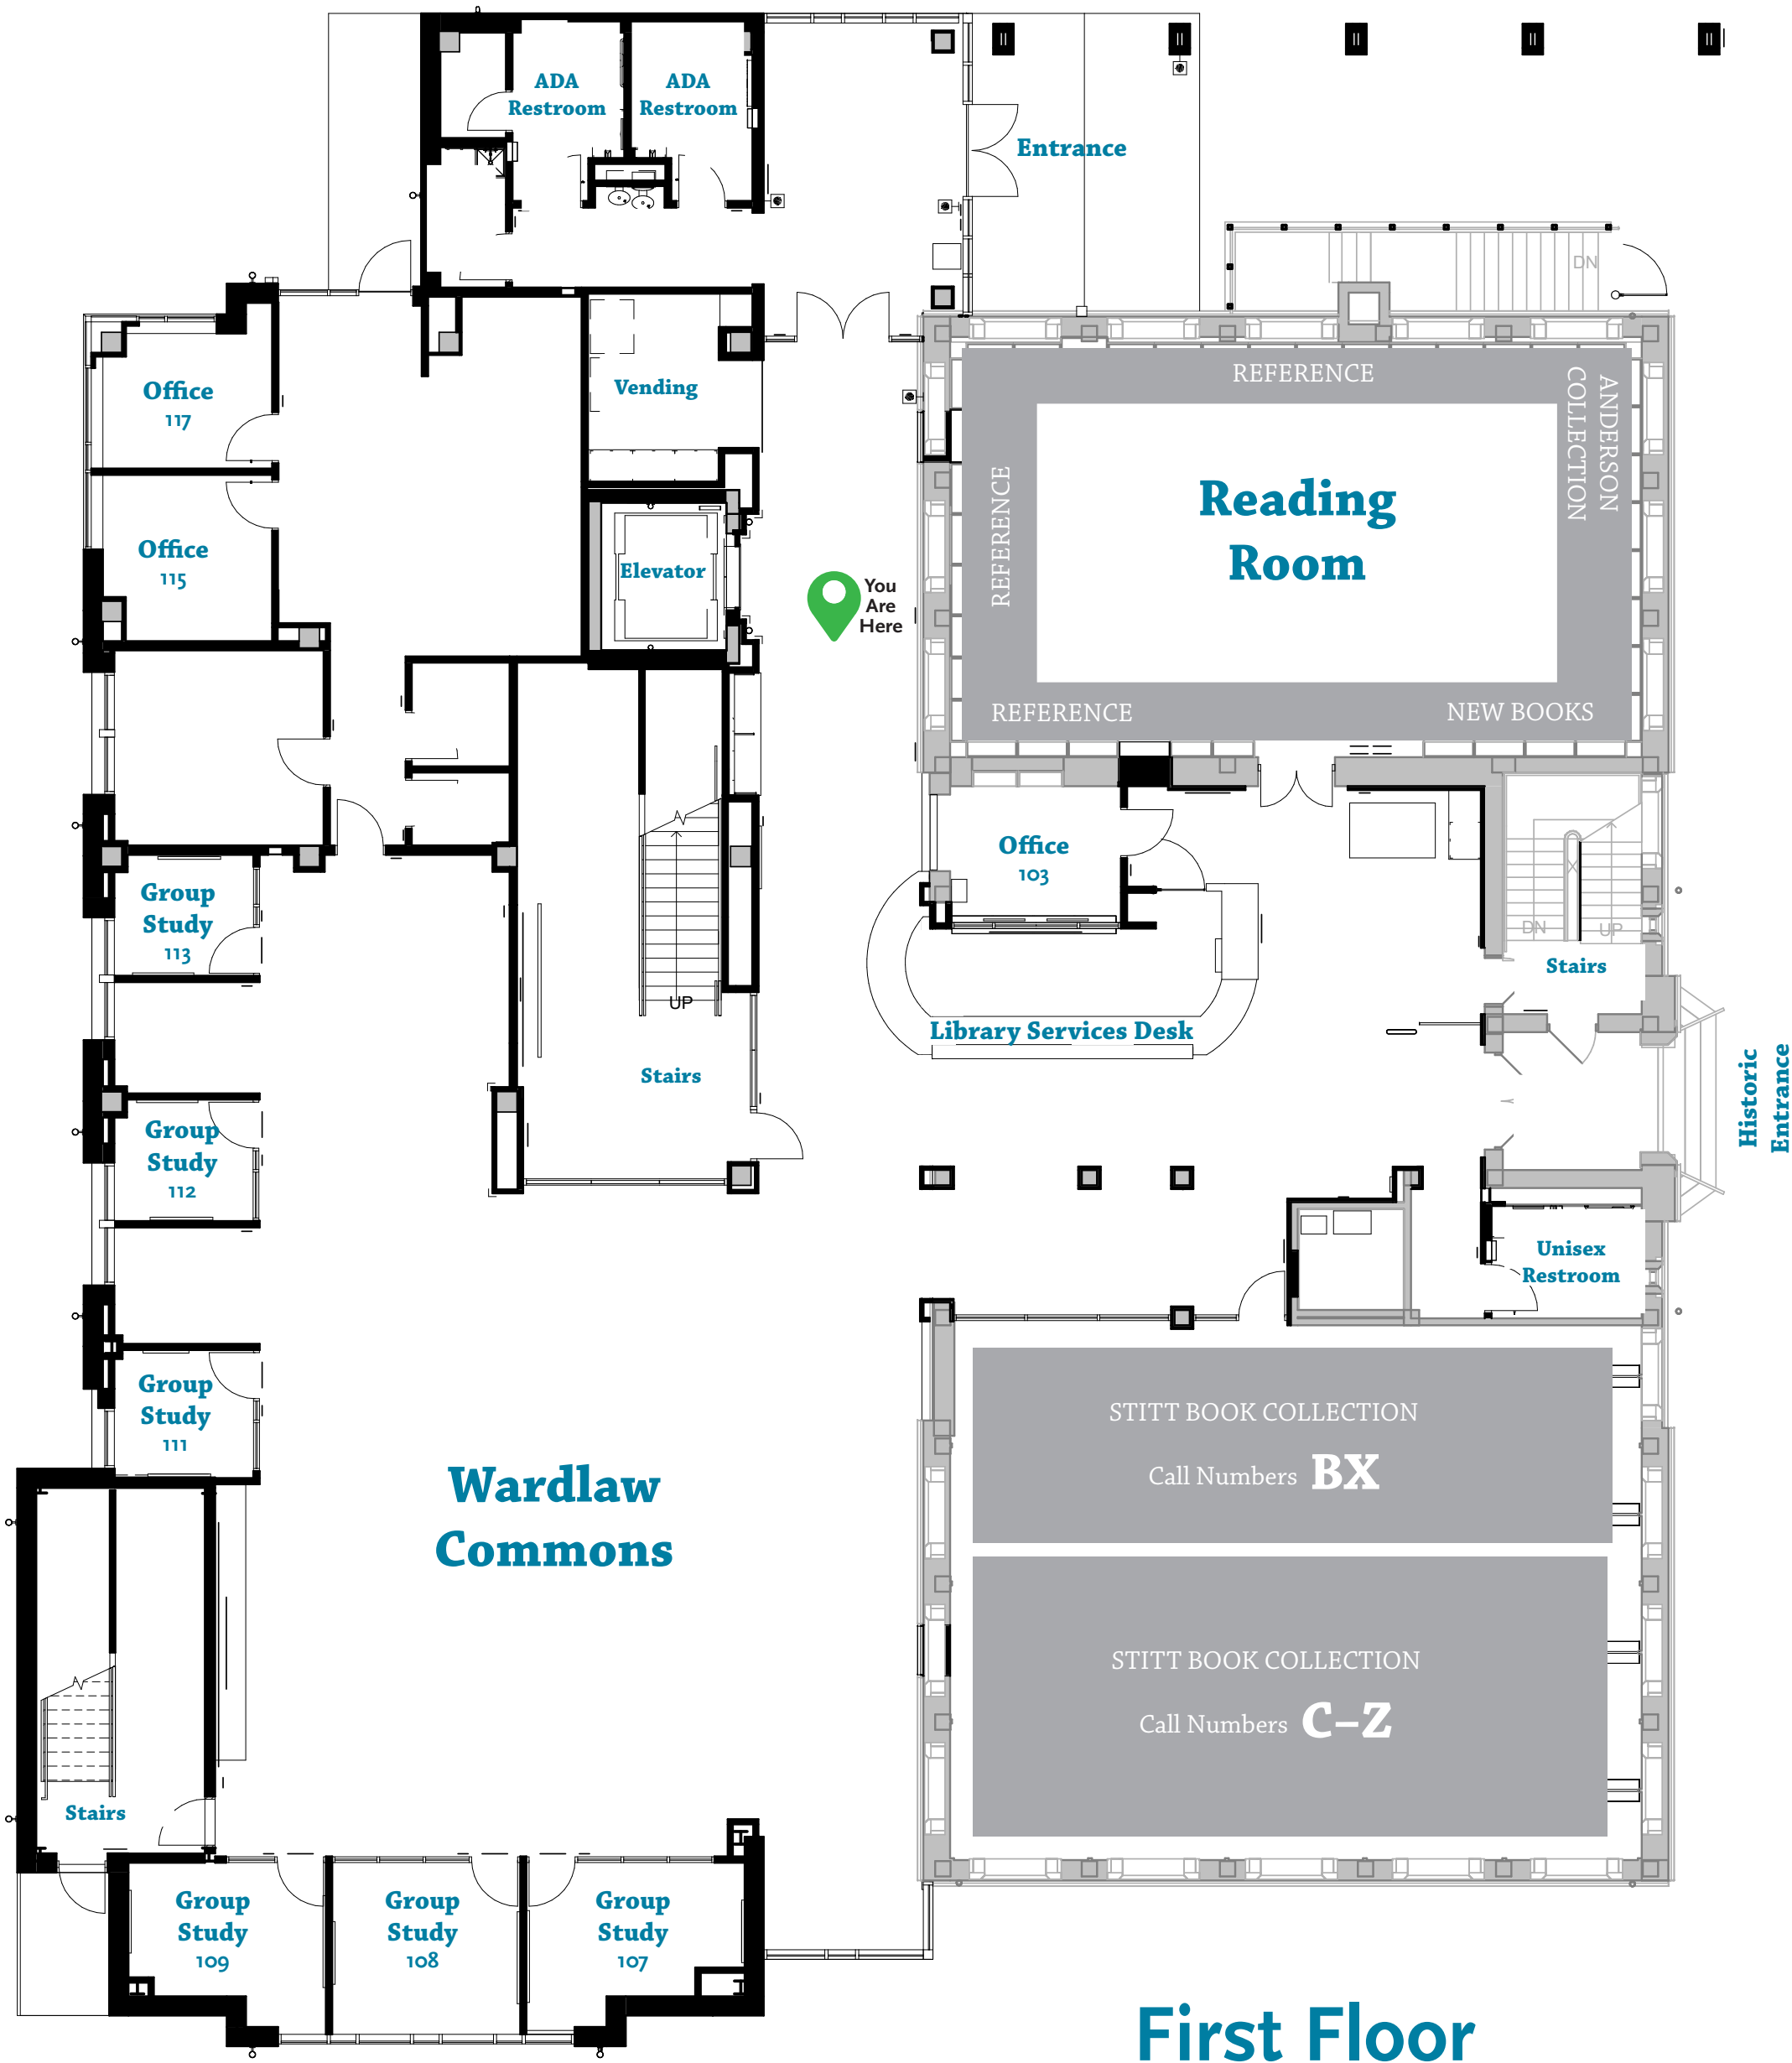 ADA
Restroom
ADA
Restroom
Entrance
DN
Office
117
Vending
REFERENCE
ANDERSON
COLLECTION
REFERENCE
Reading
Room
Office
115
Elevator
You
Are
Here
REFERENCE
NEW BOOKS
Office
103
Group
Study
113
DN
UP
Stairs
UP
Library Services Desk
Stairs
Historic
Entrance
Group
Study
112
Unisex
Restroom
Group
Study
111
STITT BOOK COLLECTION
Call Numbers BX
Wardlaw
Commons
STITT BOOK COLLECTION
Call Numbers C–Z
Stairs
Group
Study
109
Group
Study
108
Group
Study
107
First Floor